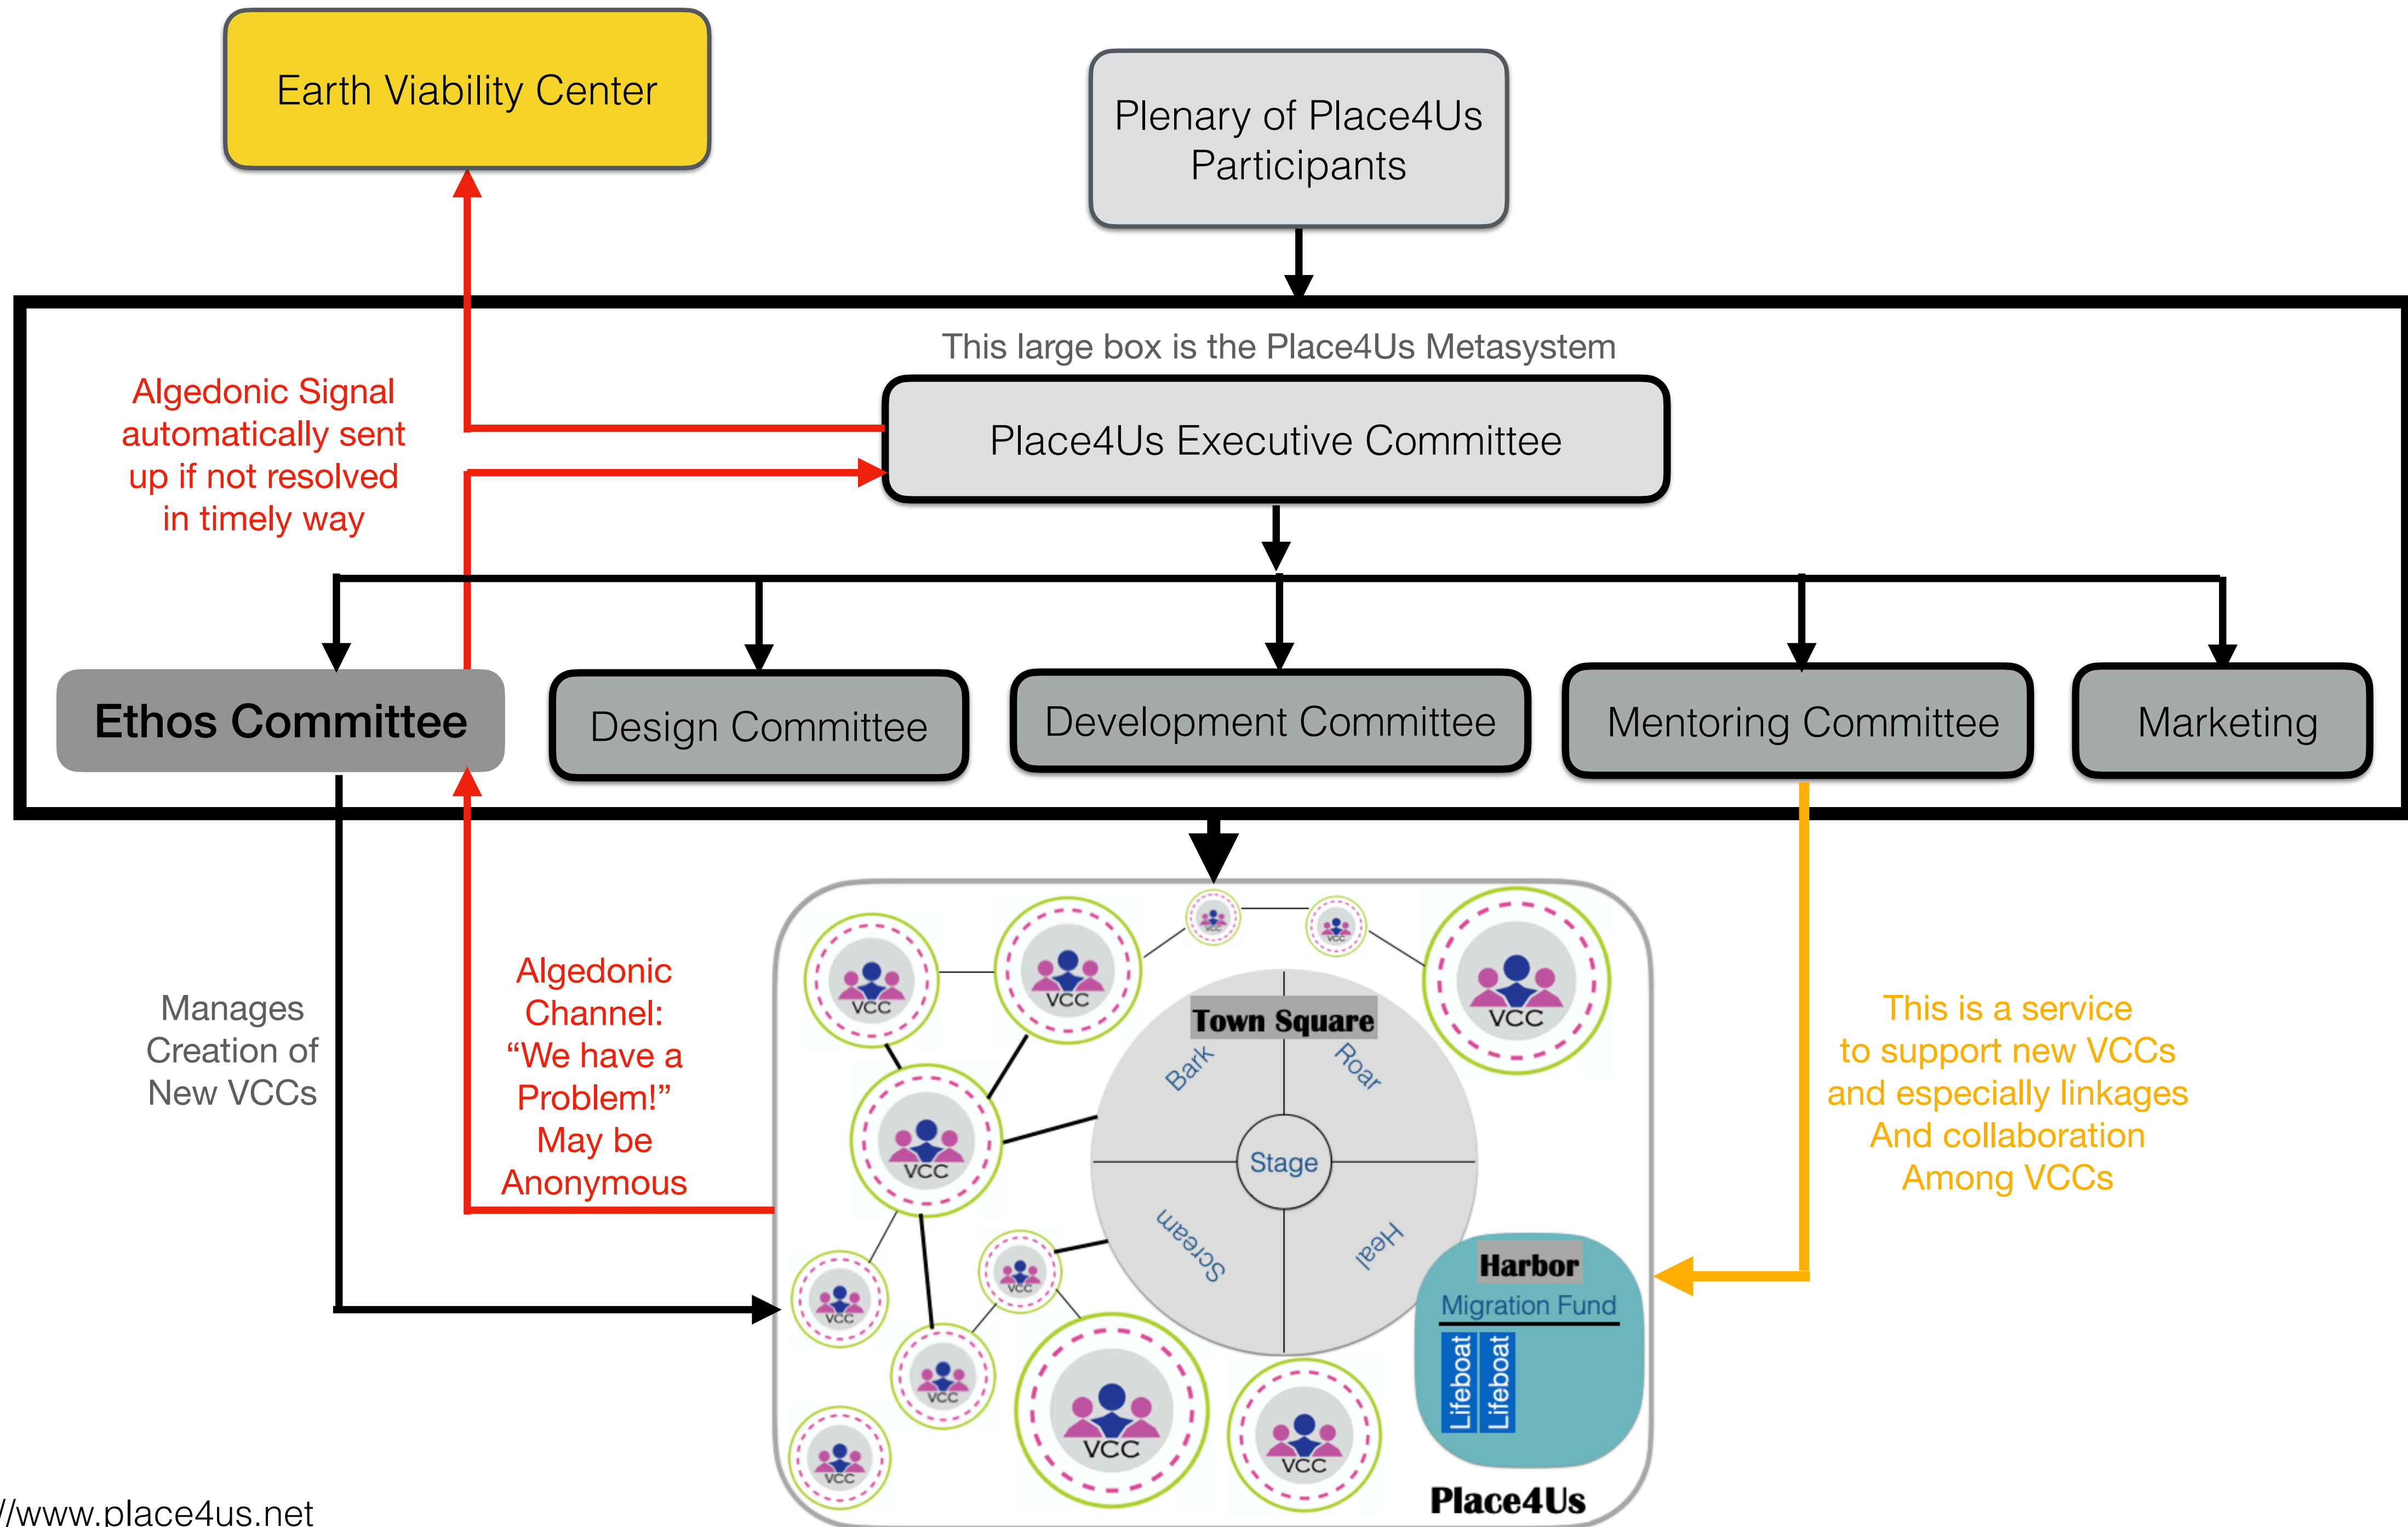 Earth Viability Center
Plenary of Place4Us
Participants
This large box is the Place4Us Metasystem
Algedonic Signal
automatically sent
up if not resolved
in timely way
Place4Us Executive Committee
Ethos Committee
Design Committee
Development Committee
Mentoring Committee
Marketing
Manages
Creation of
New VCCs
Algedonic
Channel:
“We have a
Problem!”
May be
Anonymous
VCC
VCC
VCC
VCC
VCC
VCC
VCC
VCC
VCC
VCC
VCC
VCC
Town Square
Bark
Roar
Stage
Scream
Heal
Harbor
Migration Fund
Lifeboat
Lifeboat
Place4Us
This is a service
to support new VCCs
and especially linkages
And collaboration
Among VCCs
//www.place4us.net